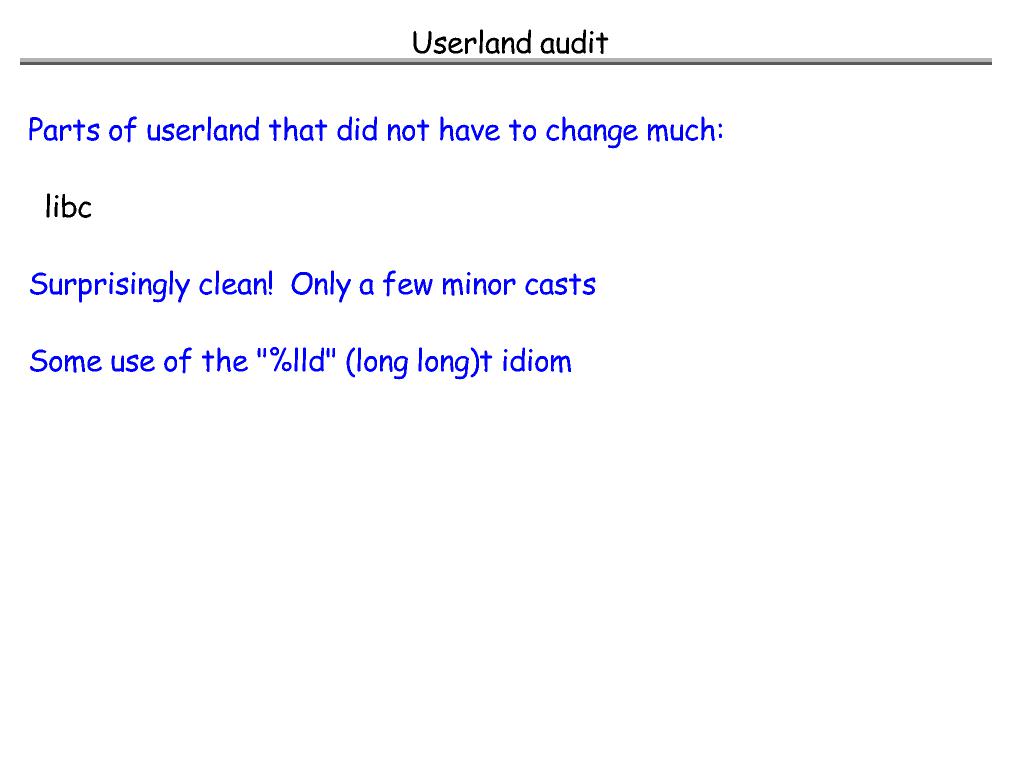 Userland audit
Parts of userland that did not have to change much:
libc
Surprisingly clean!  Only a few minor casts
Some use of the "%lld" (long long)t idiom